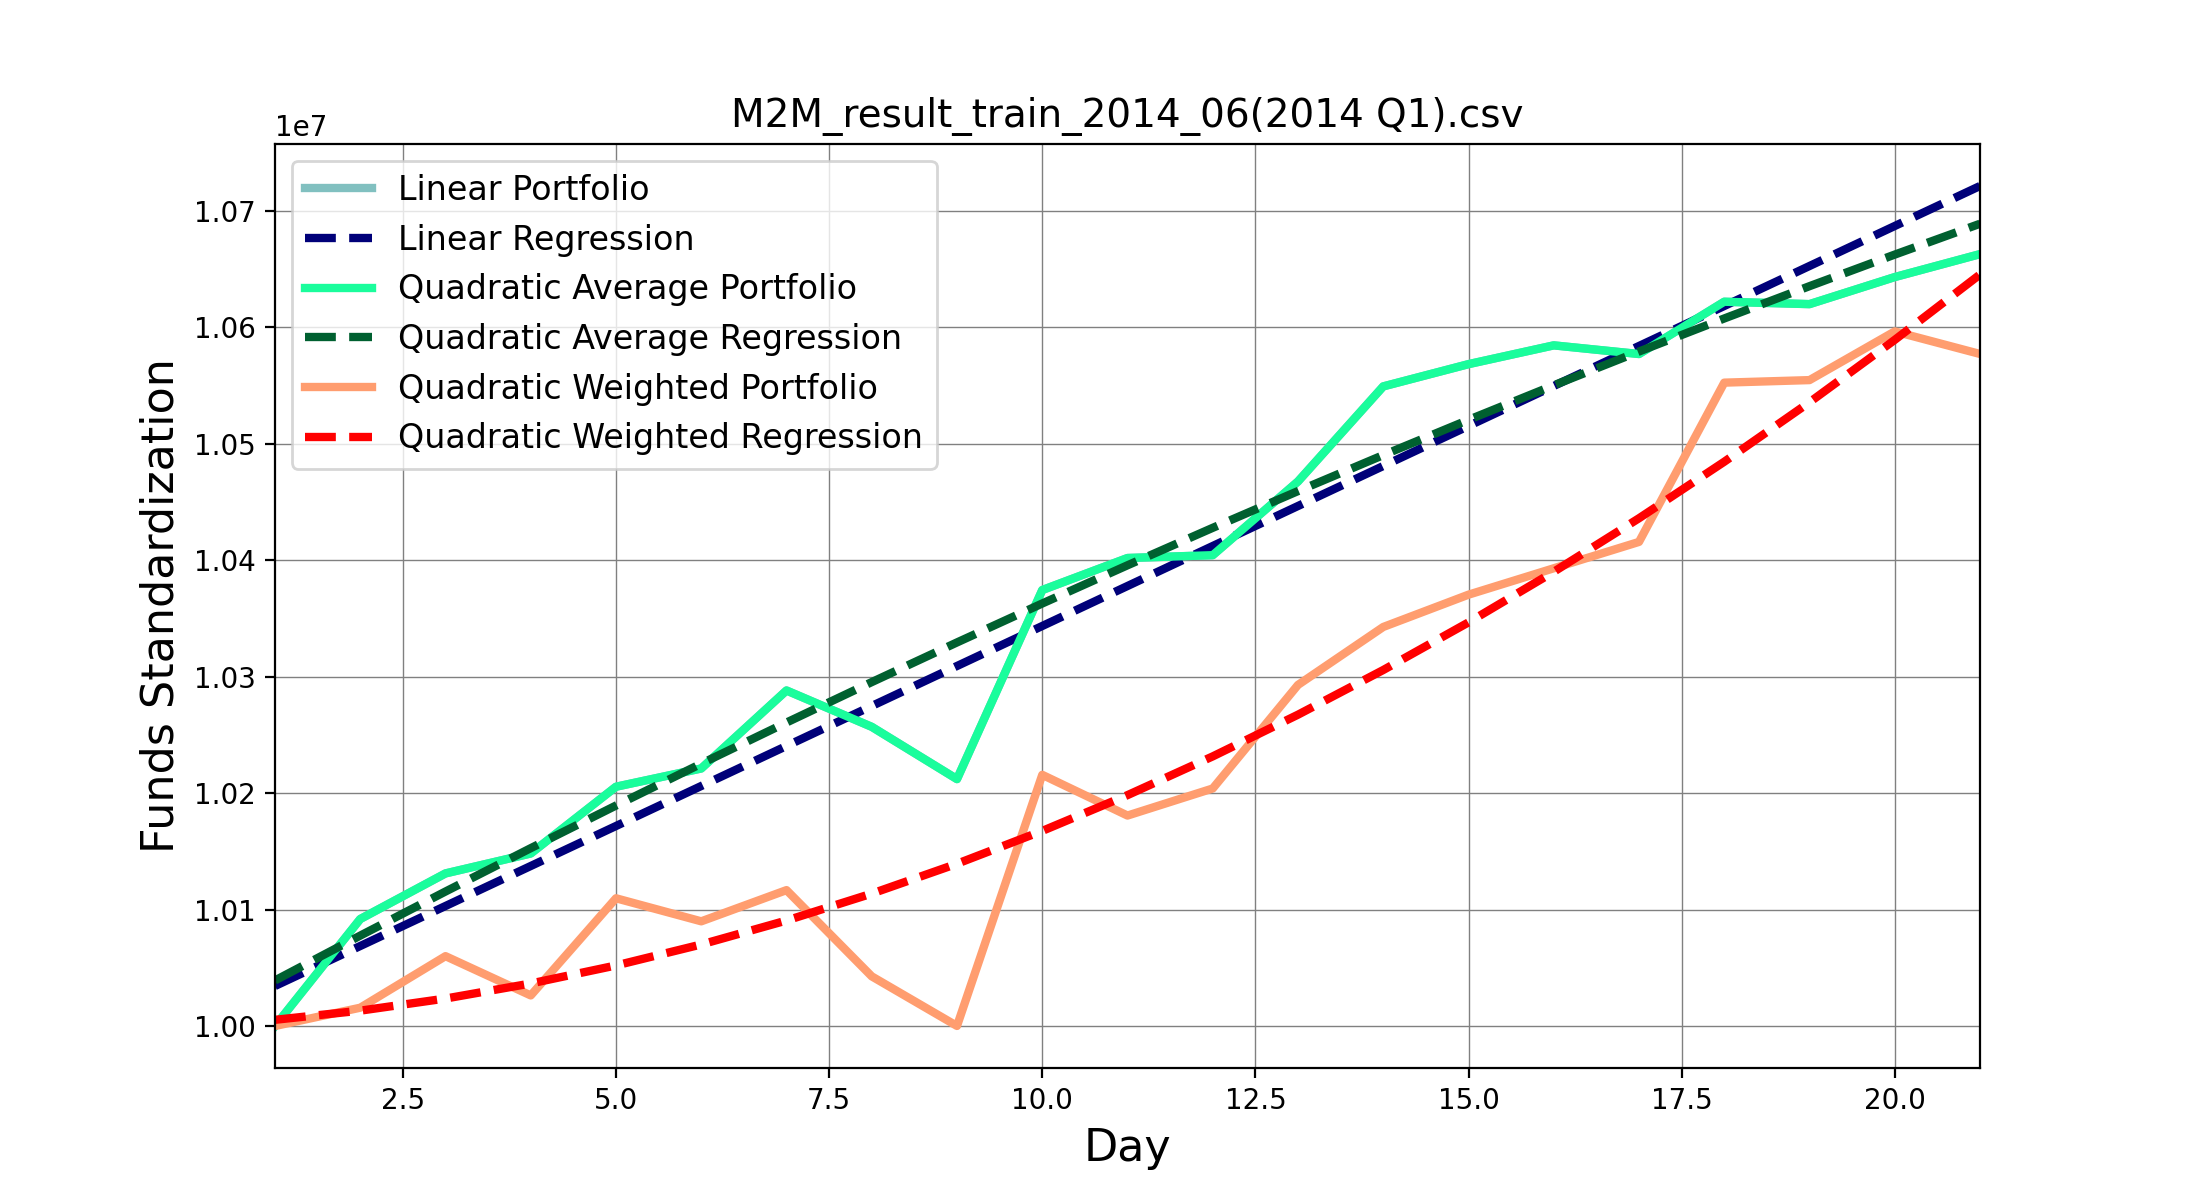 M2M_result_train_2014_06(2014 Q1).csv
1e7
Linear Portfolio
Linear Regression
Quadratic Average Portfolio
Quadratic Average Regression
Quadratic Weighted Portfolio
Quadratic Weighted Regression
1.07
1.06
1.05
1.04
1.03
1.02
1.01
1.00
Funds Standardization
2.5 5.0 7.5 10.0 12.5 15.0 17.5 20.0
Day